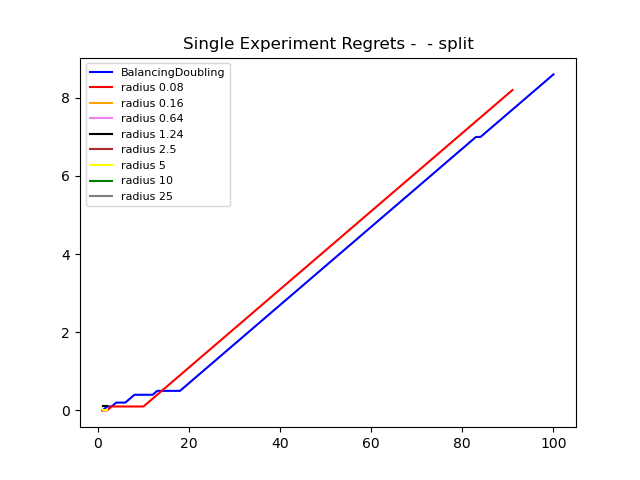 Single Experiment Regrets -  - split
BalancingDoubling
radius 0.08
radius 0.16
radius 0.64
radius 1.24
radius 2.5
radius 5
radius 10
radius 25
8
6
4
2
0
0 20 40 60 80 100